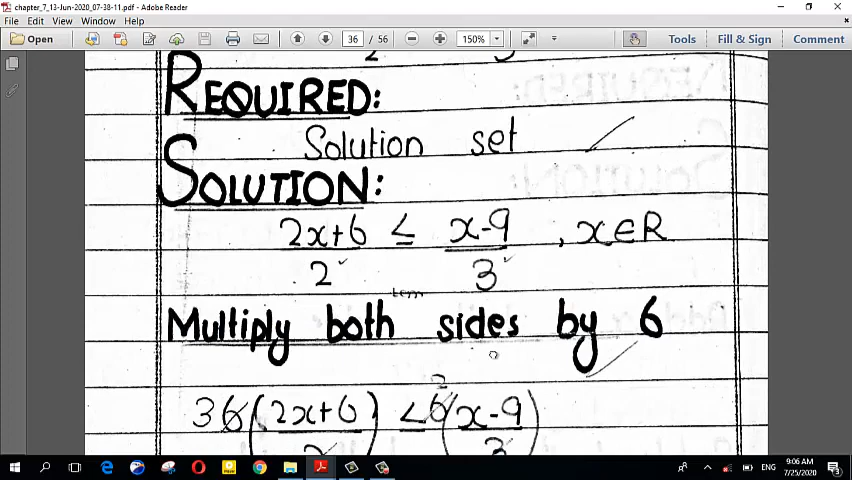 chapter_7_13-Jun-2020_07-38-11.pdf - Adobe Reader
File Edit View Window Help
Open 36 / 56 150% Tools Fill & Sign Comment
REQUIRED:
Solution set
SOLUTION:
2x+6 ≤ x-9 , x∈R
2 3
Multiply both sides by 6
36(2x+6) ≤ 6(x-9)
9:06 AM
ENG
7/25/2020